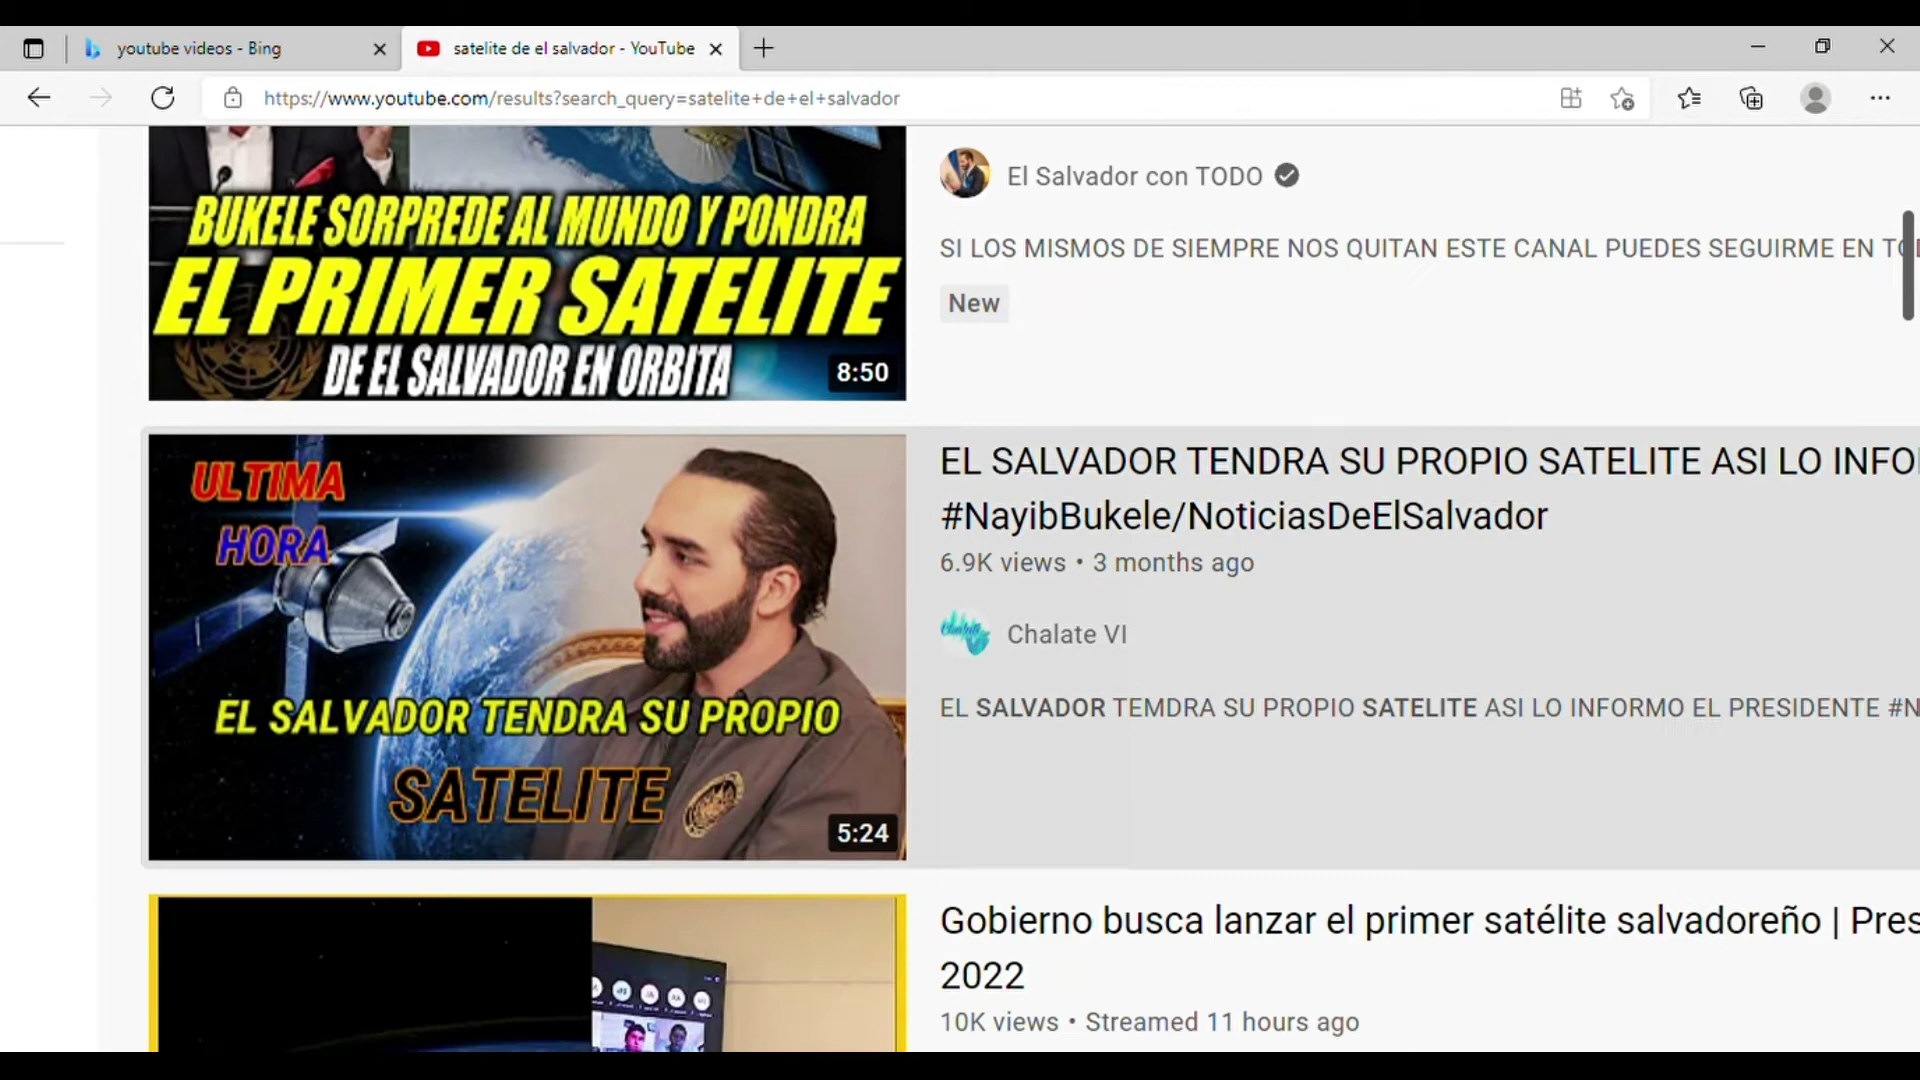 youtube videos - Bing
satelite de el salvador - YouTube
https://www.youtube.com/results?search_query=satelite+de+el+salvador
BUKELE SORPREDE AL MUNDO Y PONDRA
EL PRIMER SATELITE
DE EL SALVADOR EN ORBITA
8:50
El Salvador con TODO
SI LOS MISMOS DE SIEMPRE NOS QUITAN ESTE CANAL PUEDES SEGUIRME EN
New
ULTIMA
HORA
EL SALVADOR TENDRA SU PROPIO
SATELITE
5:24
EL SALVADOR TENDRA SU PROPIO SATELITE ASI LO INFO
#NayibBukele/NoticiasDeElSalvador
6.9K views • 3 months ago
Chalate VI
EL SALVADOR TEMDRA SU PROPIO SATELITE ASI LO INFORMO EL PRESIDENTE #N
Gobierno busca lanzar el primer satélite salvadoreño | Pres
2022
10K views • Streamed 11 hours ago